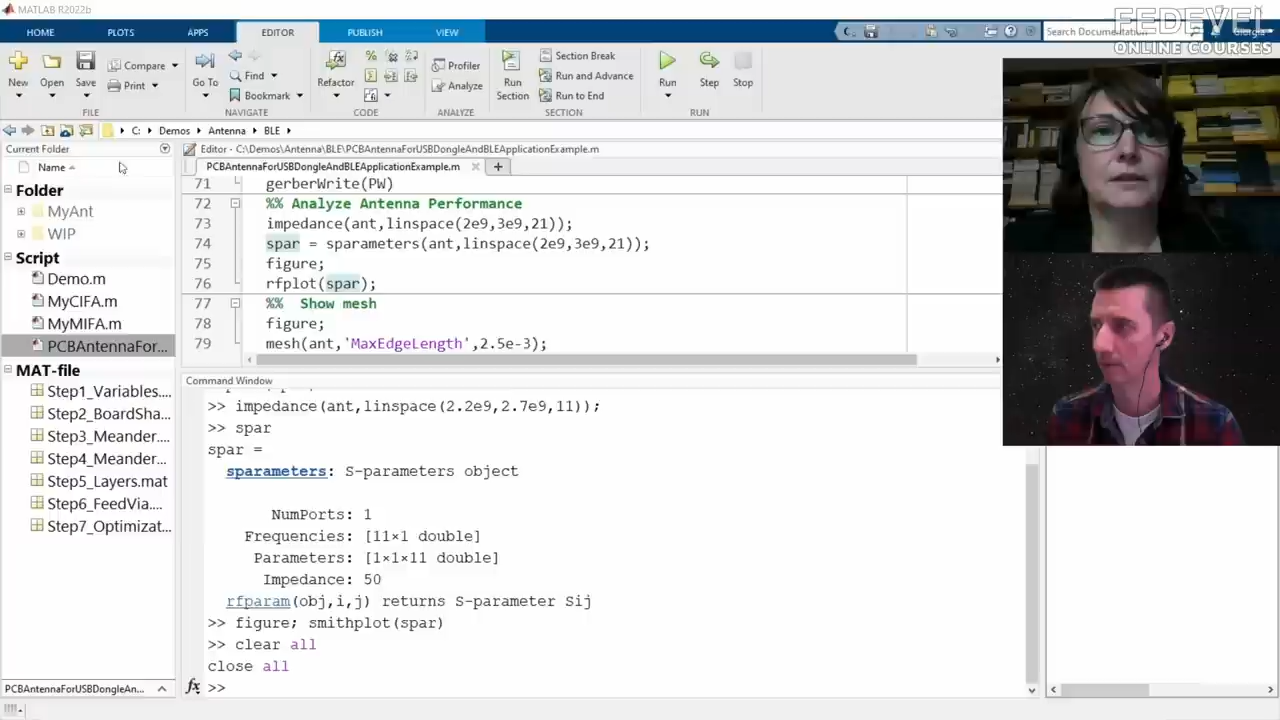 MATLAB R2022b
FEDEVEL
ONLINE COURSES
HOME
PLOTS
APPS
EDITOR
PUBLISH
VIEW
Search Documentation
New
Open
Save
Compare
Print
FILE
Go To
Find
Bookmark
NAVIGATE
Refactor
CODE
Profiler
Analyze
ANALYZE
Run
Section
Section Break
Run and Advance
Run to End
SECTION
Run
Step
Stop
RUN
C:
Demos
Antenna
BLE
Current Folder
Name
Folder
MyAnt
WIP
Script
Demo.m
MyCIFA.m
MyMIFA.m
PCBAntennaFor...
MAT-file
Step1_Variables....
Step2_BoardSha...
Step3_Meander....
Step4_Meander...
Step5_Layers.mat
Step6_FeedVia....
Step7_Optimizat...
PCBAntennaForUSBDongleAn...
Editor - C:\Demos\Antenna\BLE\PCBAntennaForUSBDongleAndBLEApplicationExample.m
PCBAntennaForUSBDongleAndBLEApplicationExample.m
71 gerberWrite(PW)
72 %% Analyze Antenna Performance
73 impedance(ant,linspace(2e9,3e9,21));
74 spar = sparameters(ant,linspace(2e9,3e9,21));
75 figure;
76 rfplot(spar);
77 %% Show mesh
78 figure;
79 mesh(ant,'MaxEdgeLength',2.5e-3);
Command Window
>> impedance(ant,linspace(2.2e9,2.7e9,11));
>> spar
spar =
sparameters: S-parameters object
NumPorts: 1
Frequencies: [11×1 double]
Parameters: [1×1×11 double]
Impedance: 50
rfparam(obj,i,j) returns S-parameter Sij
>> figure; smithplot(spar)
>> clear all
close all
fx >>